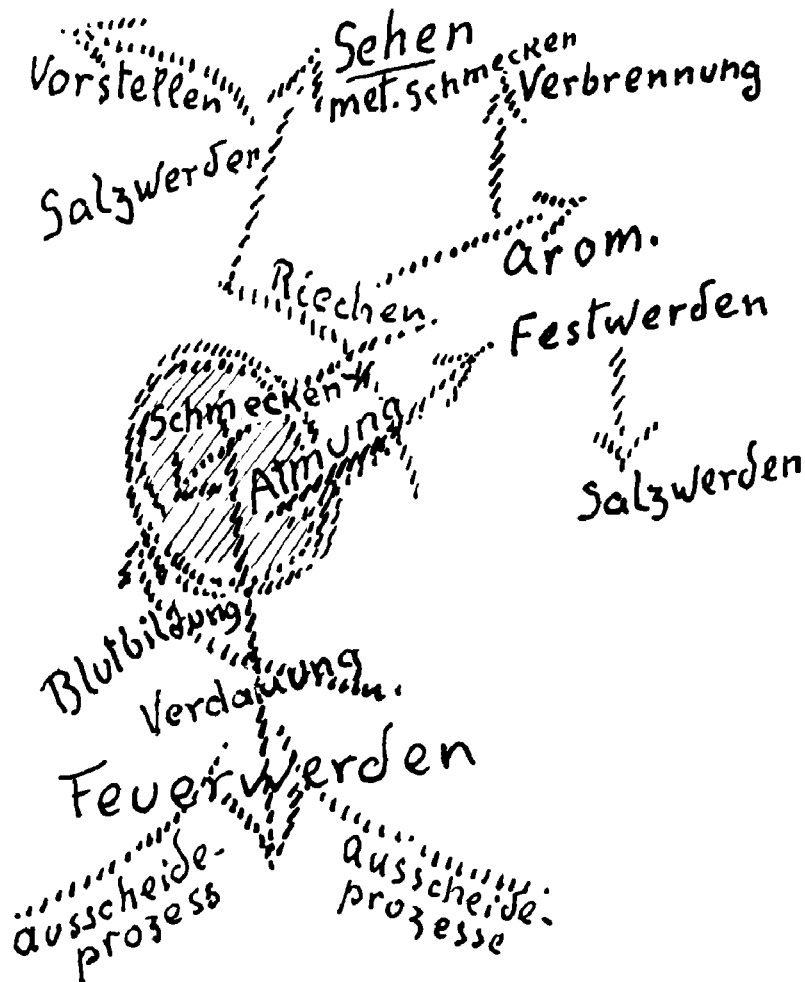 Sehen
Vorstellen
met. Schmecken
Verbrennung
Salzwerden
arom.
Riechen
Festwerden
Schmecken
Atmung
Salzwerden
Blutbildung
Verdauung
Feuerwerden
ausscheide-
prozess
ausscheide-
prozesse